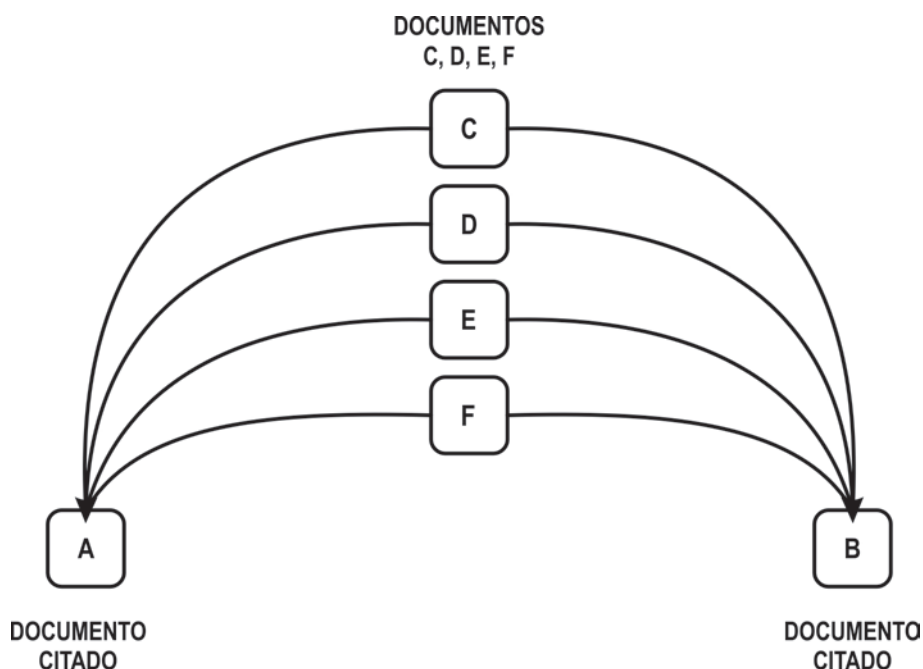 DOCUMENTOS
C, D, E, F
C
D
E
F
A
B
DOCUMENTO
CITADO
DOCUMENTO
CITADO